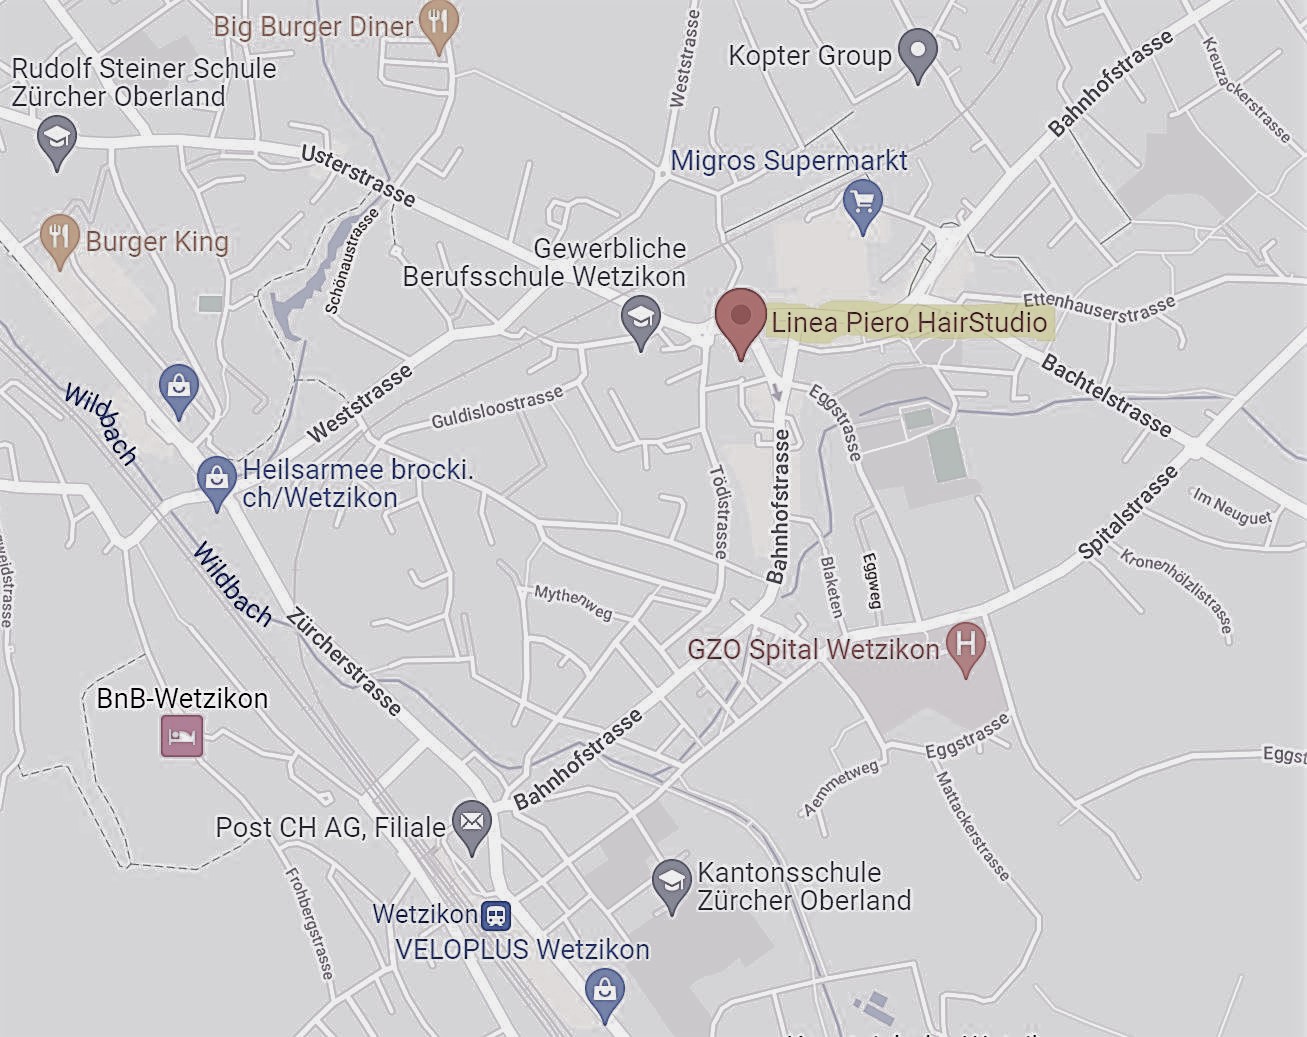 Big Burger Diner
Rudolf Steiner Schule
Zürcher Oberland
Weststrasse
Kopter Group
Bahnhofstrasse
Kreuzackerstrasse
Usterstrasse
Migros Supermarkt
Burger King
Schönaustrasse
Gewerbliche
Berufsschule Wetzikon
Linea Piero HairStudio
Ettenhauserstrasse
Bachtelstrasse
Wildbach
Weststrasse
Guldisloostrasse
Eggstrasse
Heilsarmee brocki.
ch/Wetzikon
Tödistrasse
Bahnhofstrasse
Spitalstrasse
Im Neuguet
Wildbach
Mythenweg
Blaketen
Eggweg
Kronenhölzlistrasse
Zürcherstrasse
GZO Spital Wetzikon
BnB-Wetzikon
Bahnhofstrasse
Eggstrasse
Aemmetweg
Mattackerstrasse
Post CH AG, Filiale
Frohbergstrasse
Kantonsschule
Zürcher Oberland
Wetzikon
VELOPLUS Wetzikon